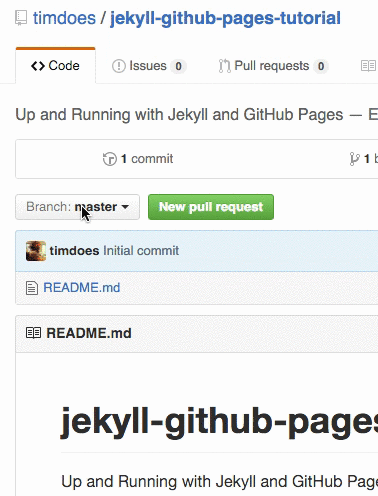 timdoes / jekyll-github-pages-tutorial
Code Issues 0 Pull requests 0
Up and Running with Jekyll and GitHub Pages — E
1 commit 1 b
Branch: master New pull request
timdoes Initial commit
README.md
README.md
jekyll-github-pages
Up and Running with Jekyll and GitHub Page